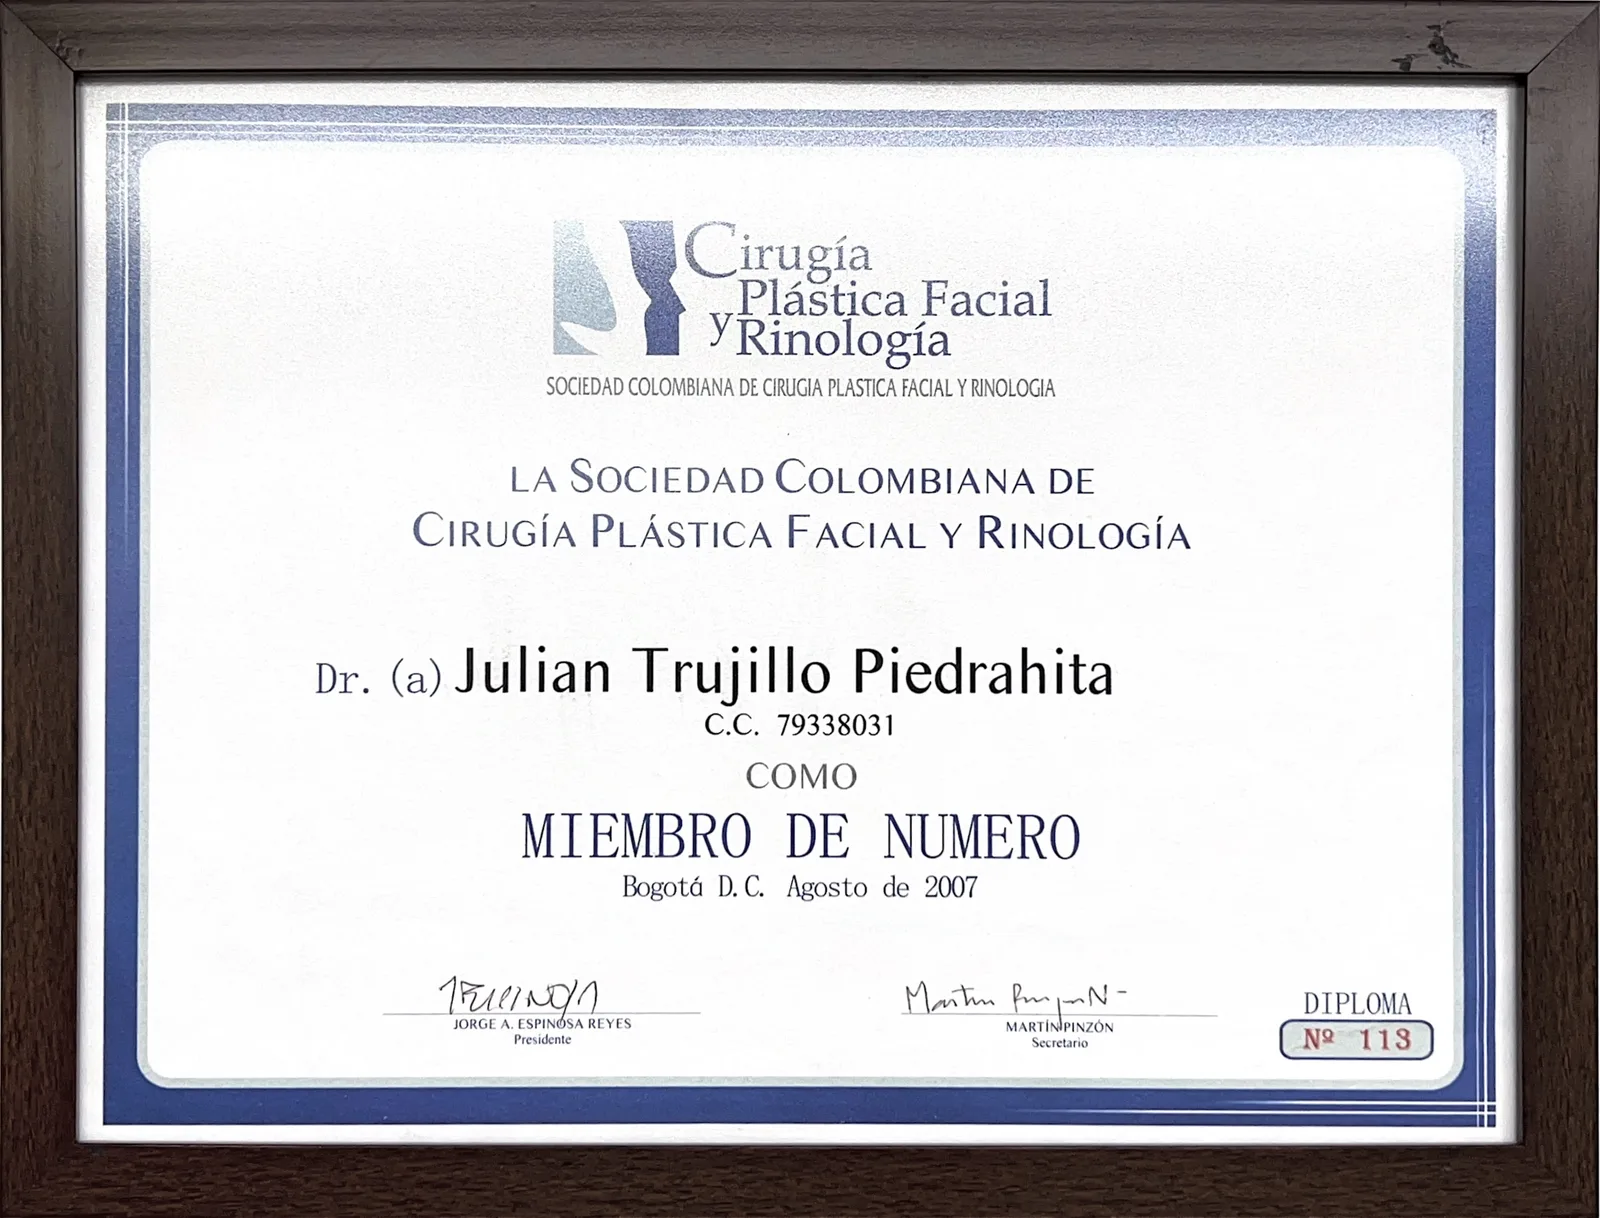 Cirugía
Plástica Facial
y Rinología
SOCIEDAD COLOMBIANA DE CIRUGIA PLASTICA FACIAL Y RINOLOGIA
LA SOCIEDAD COLOMBIANA DE
CIRUGÍA PLÁSTICA FACIAL Y RINOLOGÍA
Dr. (a) Julian Trujillo Piedrahita
C.C. 79338031
COMO
MIEMBRO DE NUMERO
Bogotá D.C. Agosto de 2007
JORGE A. ESPINOSA REYES
Presidente
Martin
MARTÍN PINZÓN
Secretario
DIPLOMA
Nº 113